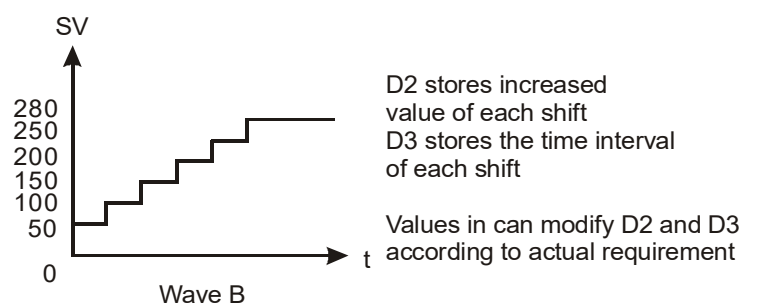 SV
280
250
200
150
100
50
0
t
Wave B
D2 stores increased
value of each shift
D3 stores the time interval
of each shift
Values in can modify D2 and D3
according to actual requirement